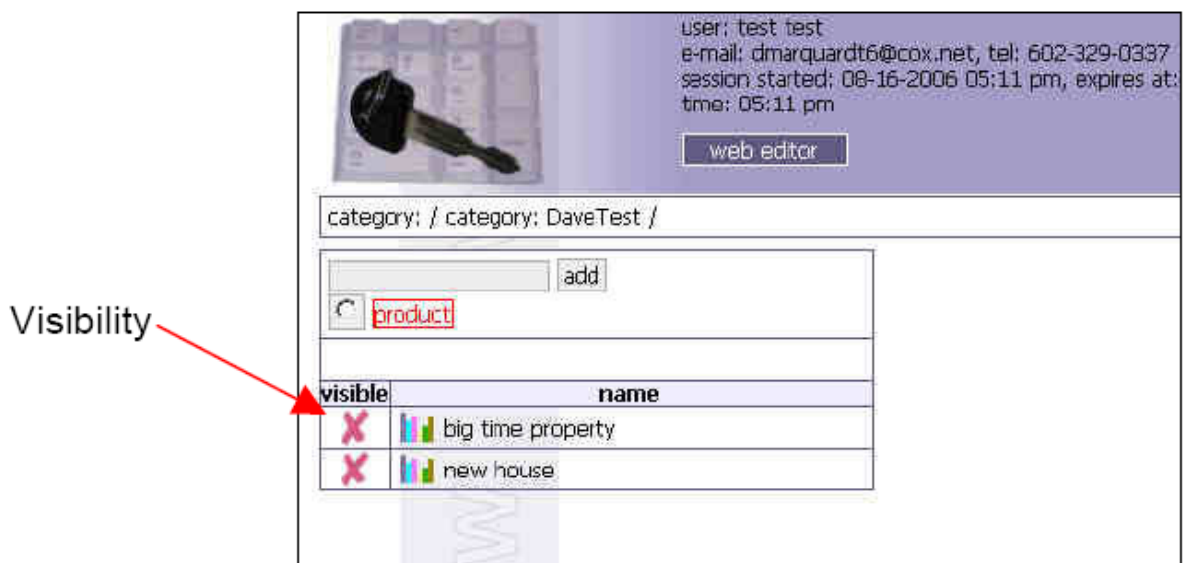 user: test test
e-mail: dmarquardt6@cox.net, tel: 602-329-0337
session started: 08-16-2006 05:11 pm, expires at:
time: 05:11 pm
web editor
category: / category: DaveTest /
add
product
Visibility
visible name
big time property
new house
W